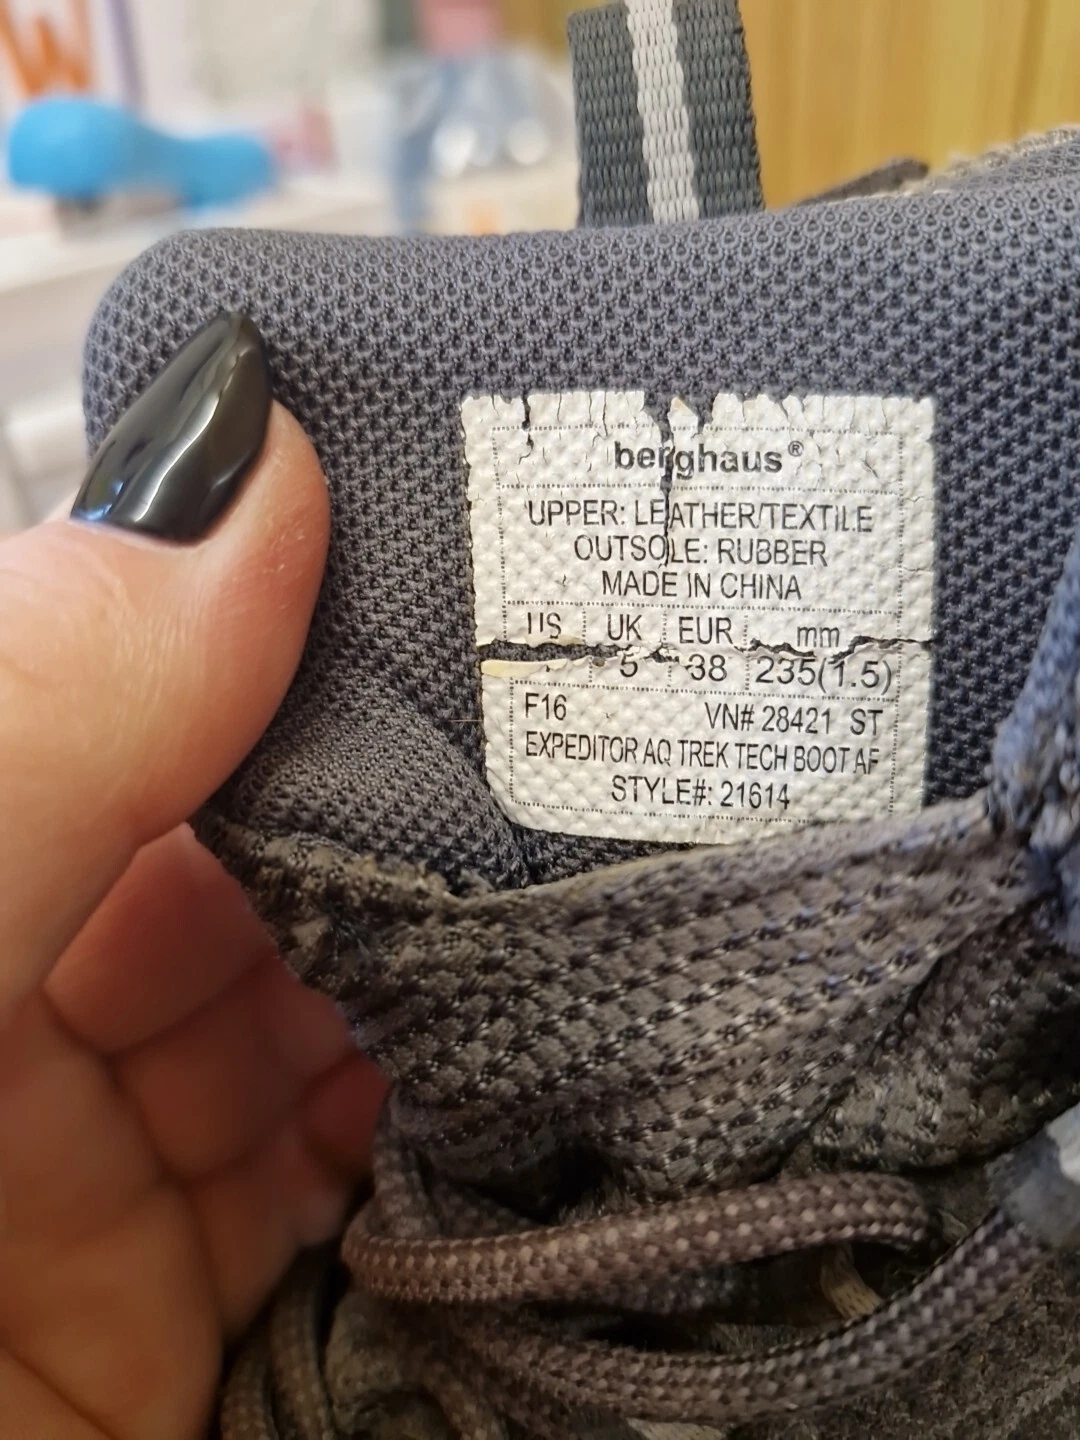 berghaus®
UPPER: LEATHER/TEXTILE
OUTSOLE: RUBBER
MADE IN CHINA
US UK EUR mm
5 38 235(1.5)
F16 VN# 28421 ST
EXPEDITOR AQ TREK TECH BOOT AF
STYLE#: 21614